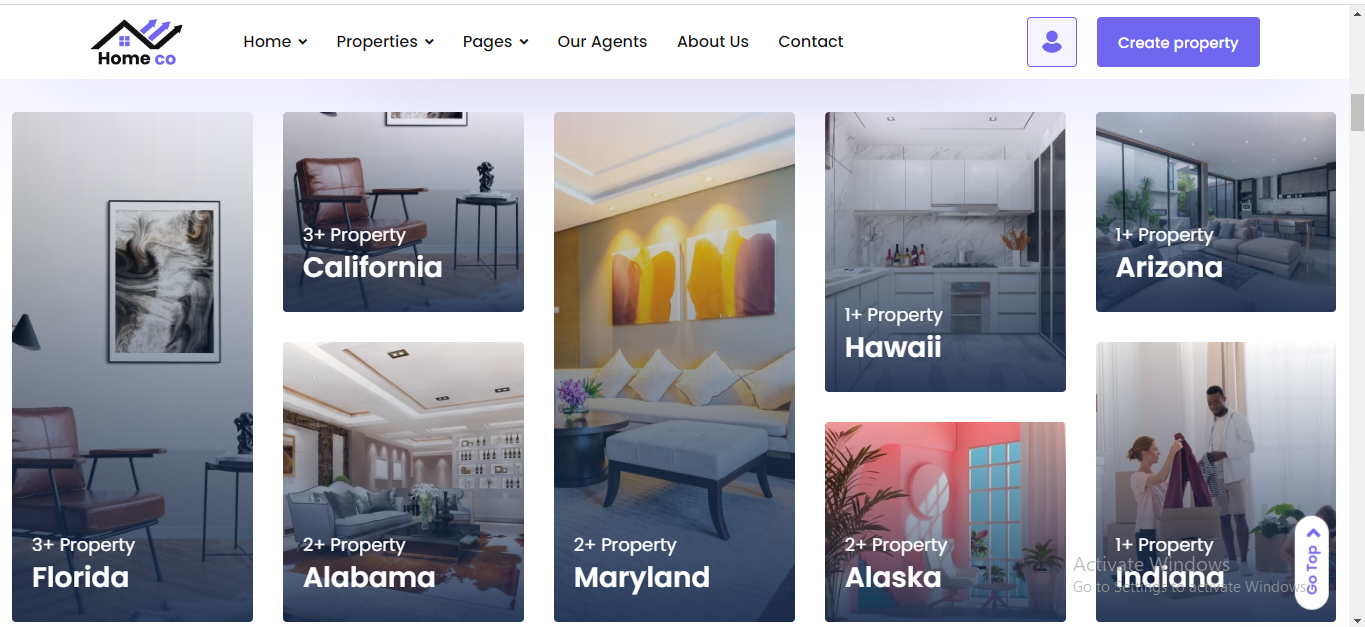 Home co
Home
Properties
Pages
Our Agents
About Us
Contact
Create property
3+ Property
Florida
3+ Property
California
2+ Property
Alabama
2+ Property
Maryland
1+ Property
Hawaii
2+ Property
Alaska
1+ Property
Arizona
1+ Property
Indiana
Go Top
Activate Windows
Go to Settings to activate Windows.